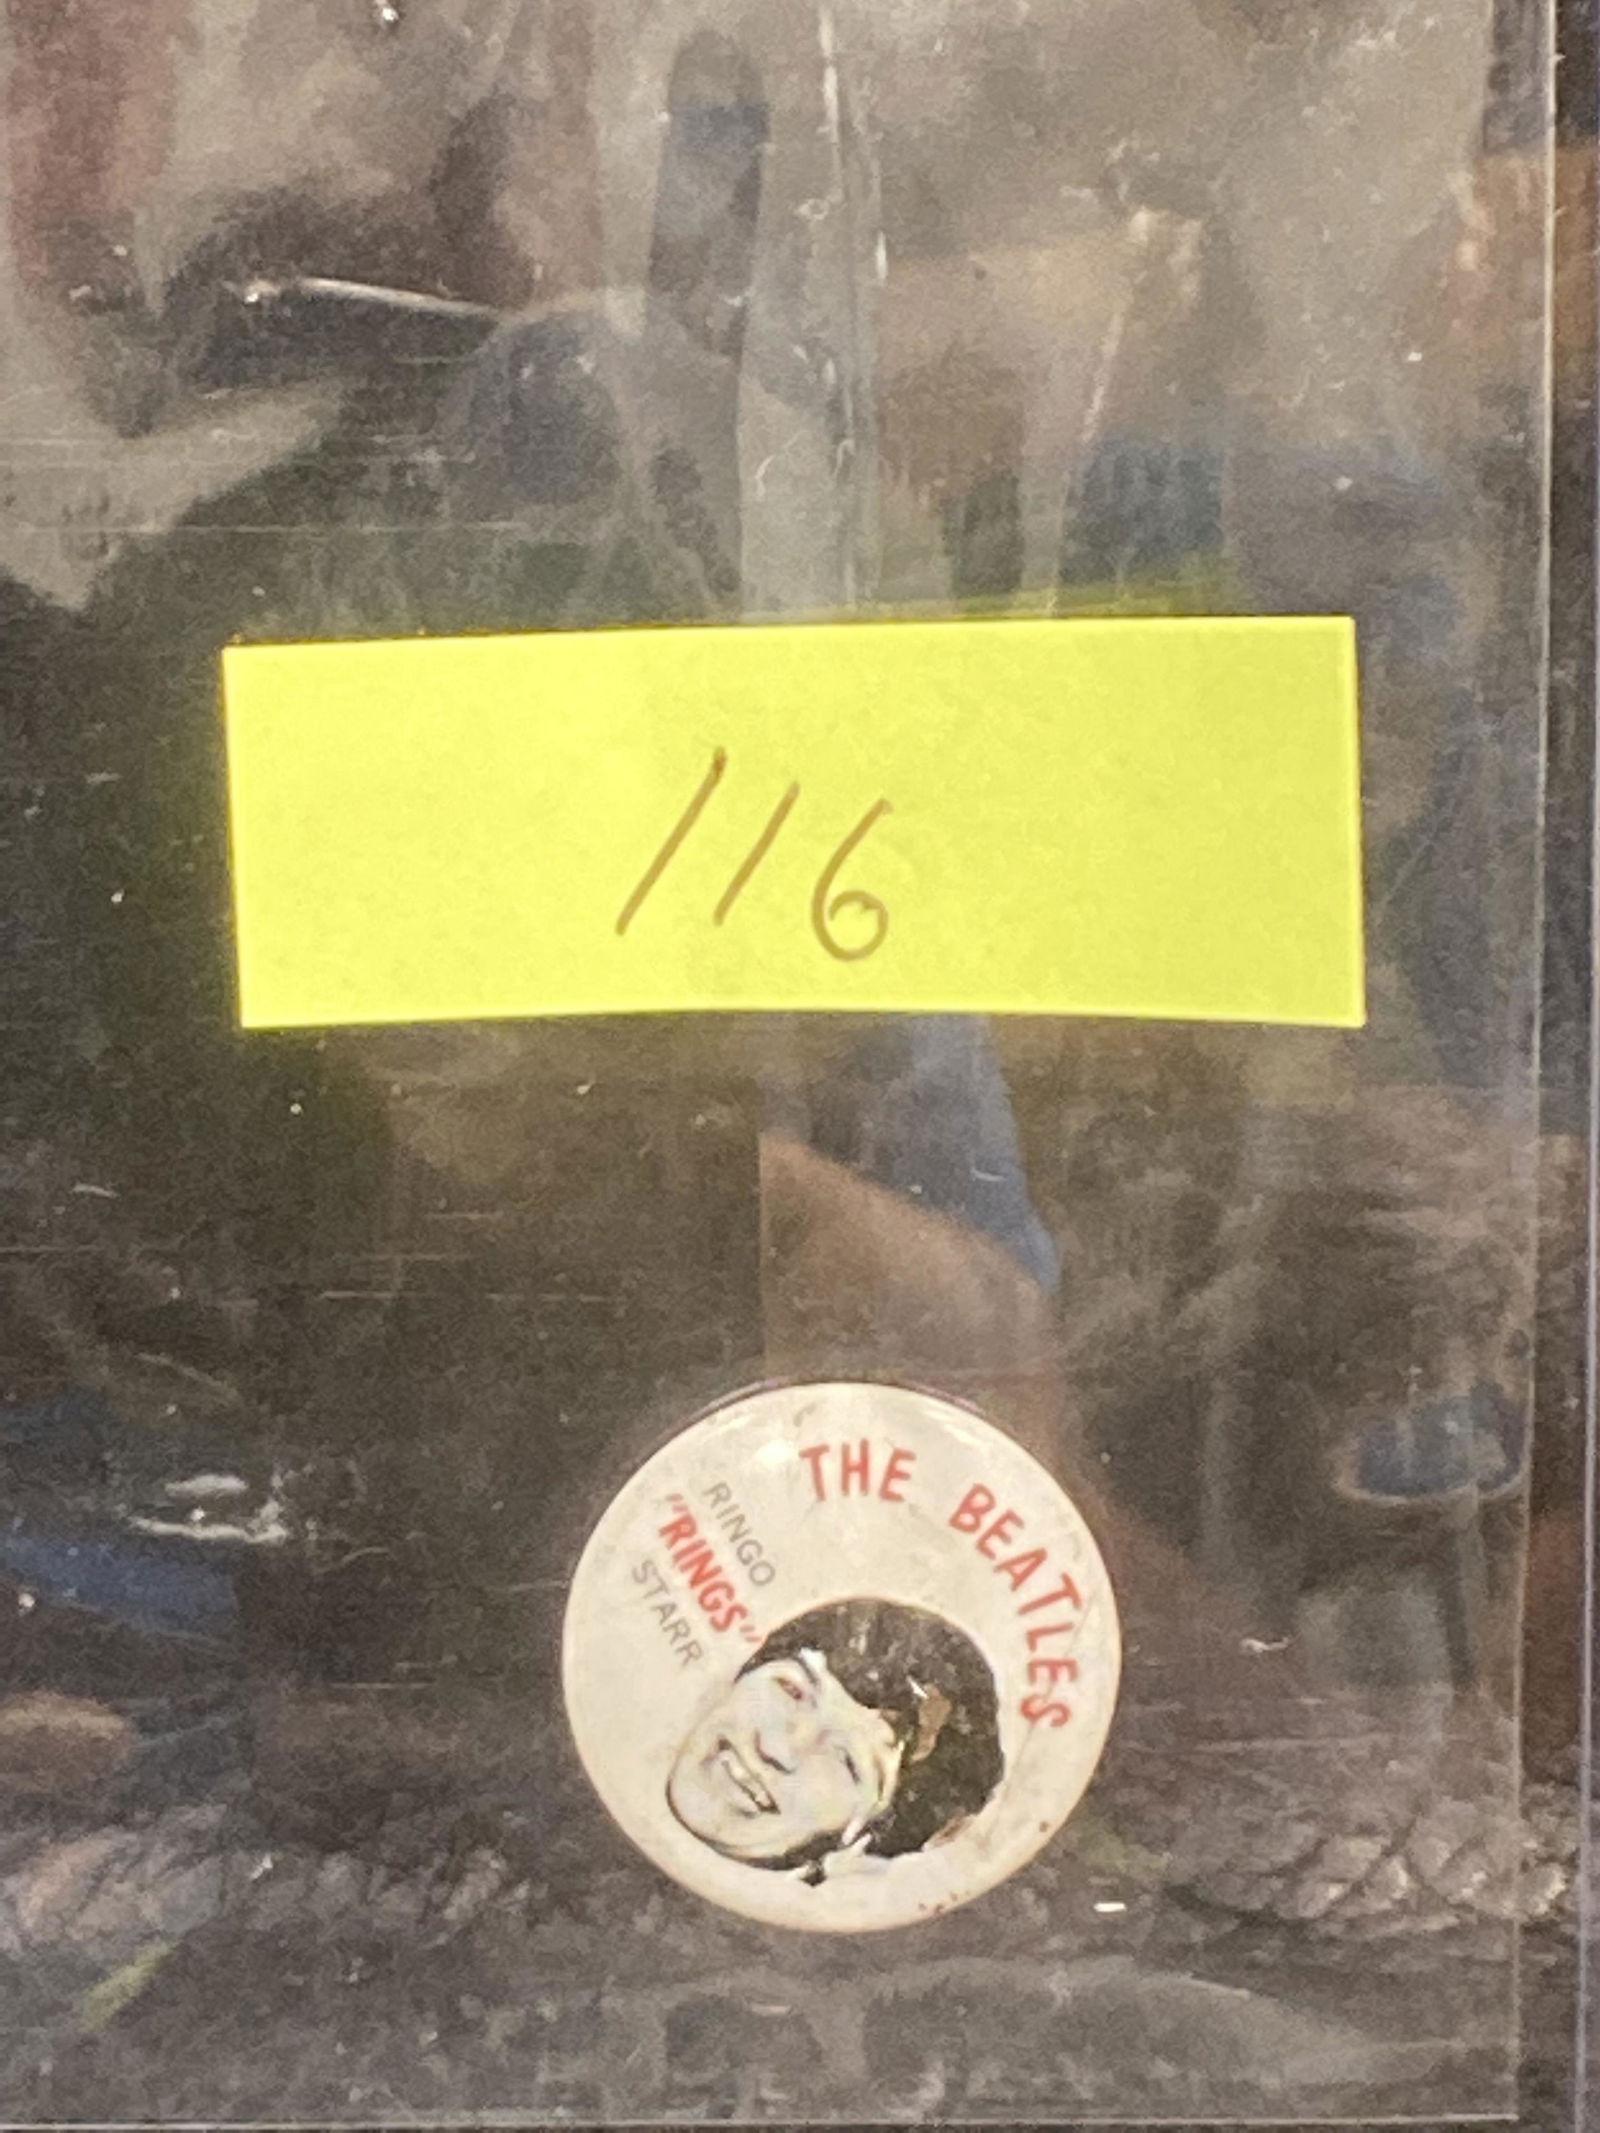 116
THE BEATLES
RINGO
"RINGS"
STARR